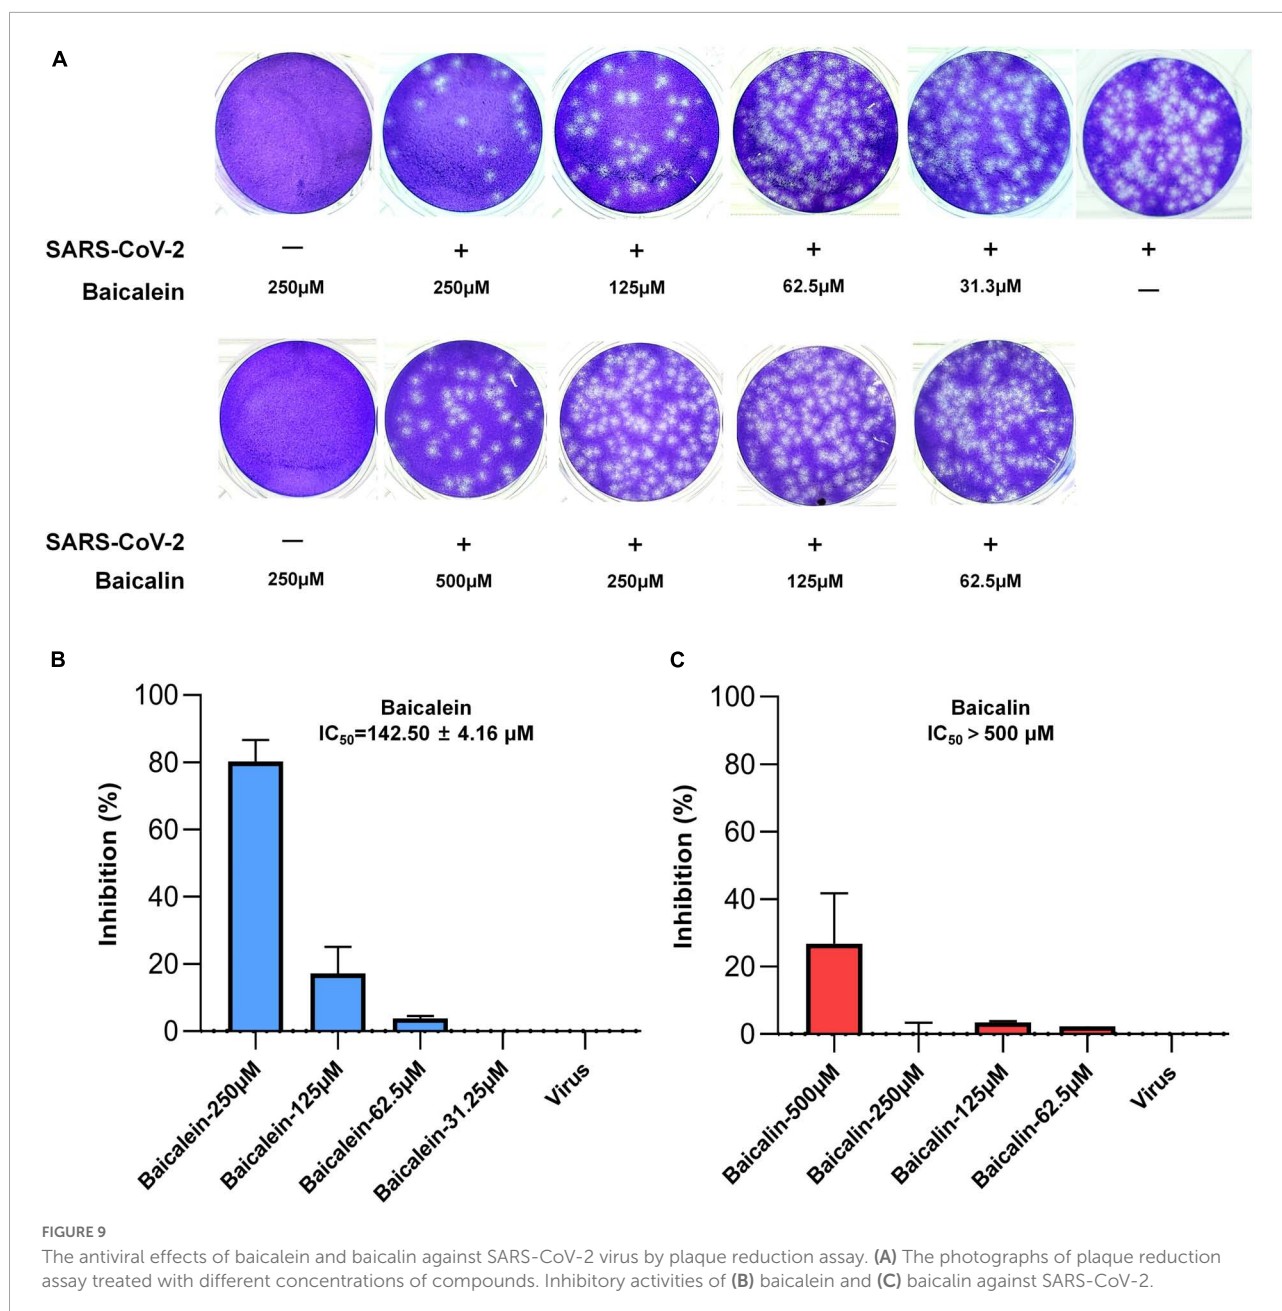 A
SARS-CoV-2 — + + + + +
Baicalein 250μM 250μM 125μM 62.5μM 31.3μM —
SARS-CoV-2 — + + + +
Baicalin 250μM 500μM 250μM 125μM 62.5μM
B
Baicalein
IC50=142.50 ± 4.16 μM
Inhibition (%)
100
80
60
40
20
0
Baicalein-250μM
Baicalein-125μM
Baicalein-62.5μM
Baicalein-31.25μM
Virus
C
Baicalin
IC50 > 500 μM
Inhibition (%)
100
80
60
40
20
0
Baicalin-500μM
Baicalin-250μM
Baicalin-125μM
Baicalin-62.5μM
Virus
FIGURE 9
The antiviral effects of baicalein and baicalin against SARS-CoV-2 virus by plaque reduction assay. (A) The photographs of plaque reduction
assay treated with different concentrations of compounds. Inhibitory activities of (B) baicalein and (C) baicalin against SARS-CoV-2.